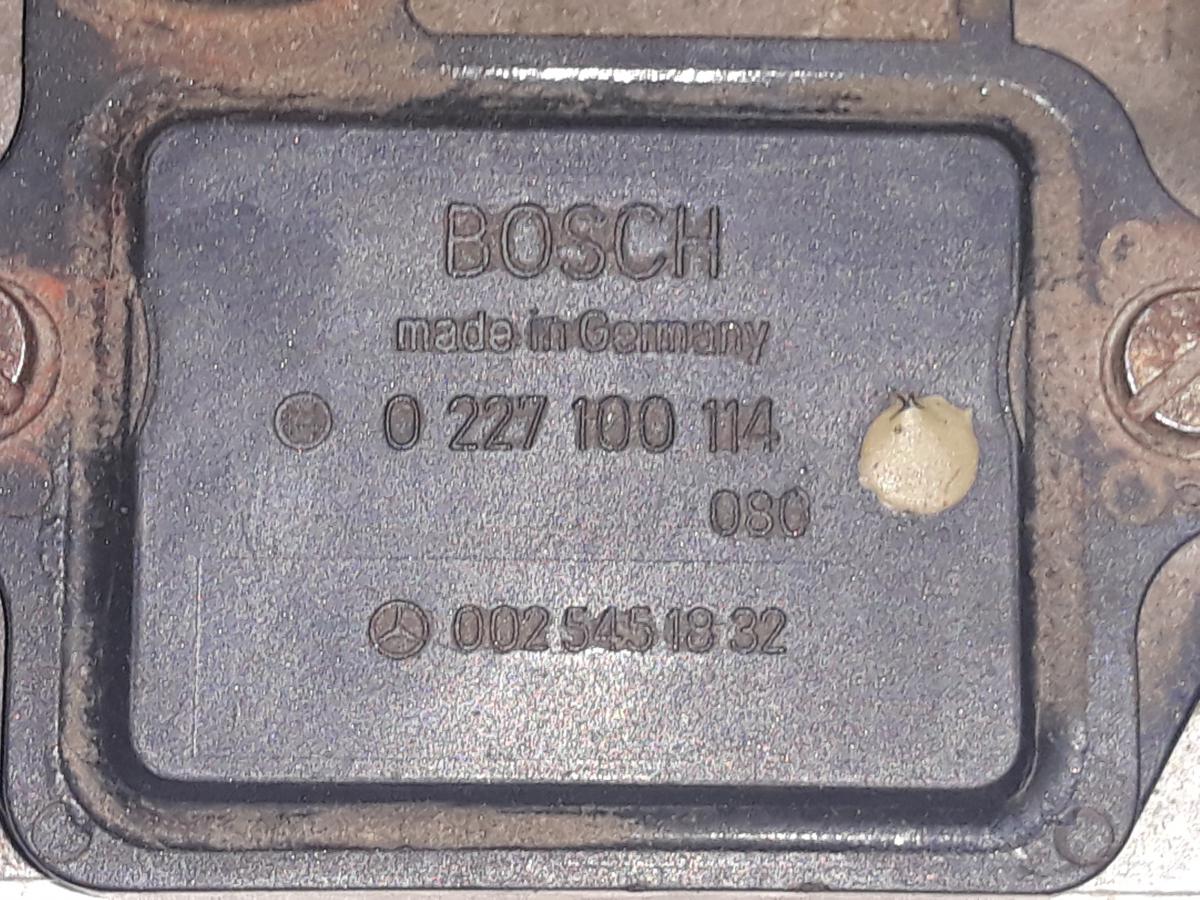 BOSCH
made in Germany
0 227 100 114
080
002 545 18 32